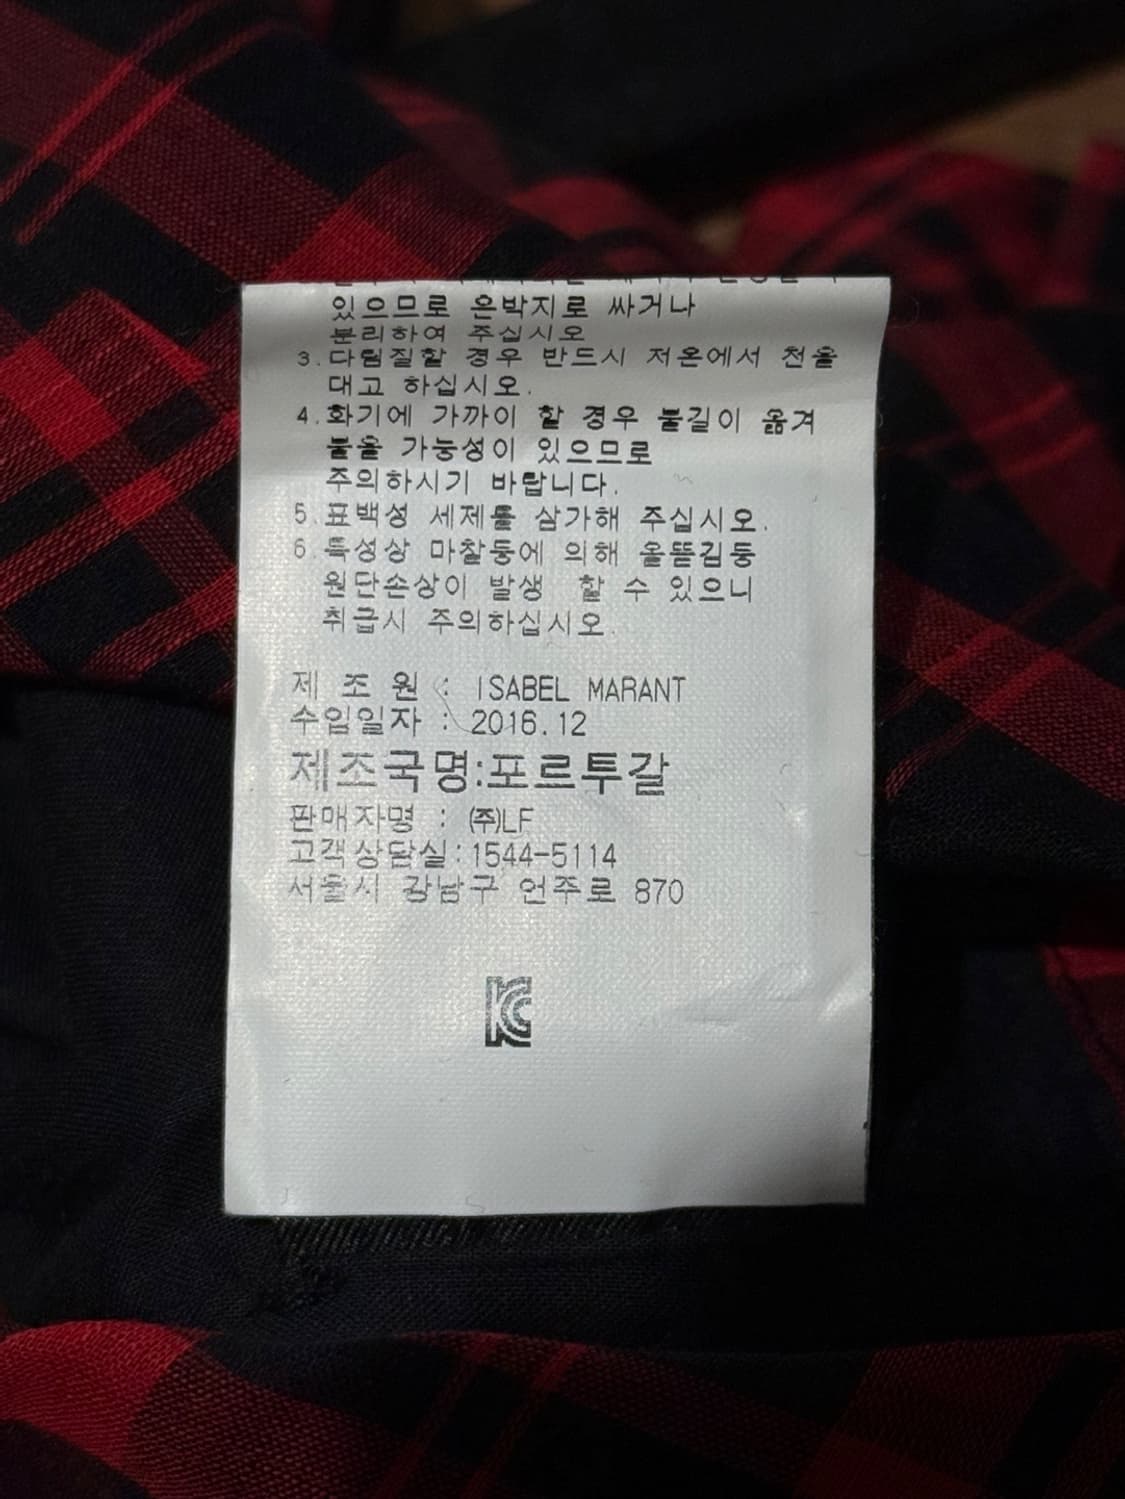 있으므로 은박지로 싸거나
분리하여 주십시오
3.다림질할 경우 반드시 저온에서 천을
대고 하십시오.
4.화기에 가까이 할 경우 불길이 옮겨
붙을 가능성이 있으므로
주의하시기 바랍니다.
5.표백성 세제를 삼가해 주십시오.
6.특성상 마찰등에 의해 올뜯김등
원단손상이 발생 할 수 있으니
취급시 주의하십시오.
제 조 원 : ISABEL MARANT
수입일자 : 2016.12
제조국명:포르투갈
판매자명 : ㈜LF
고객상담실:1544-5114
서울시 강남구 언주로 870
KC